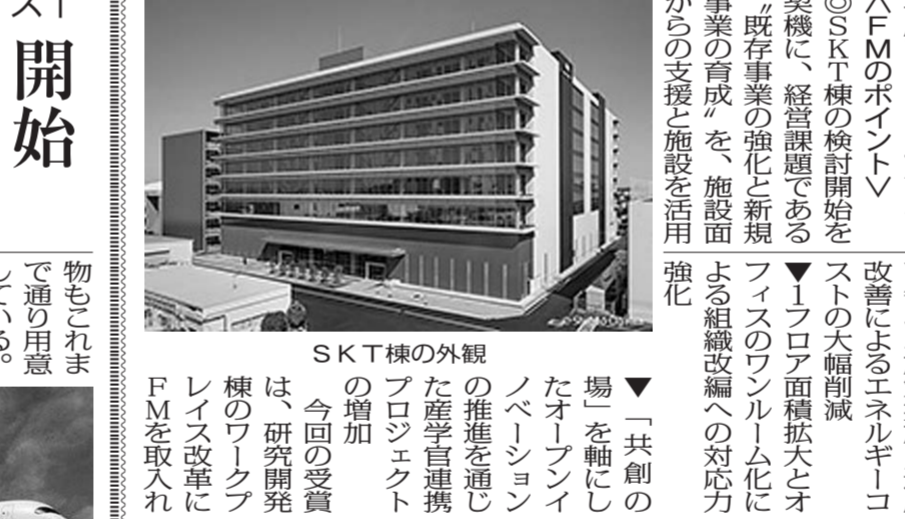 <FMのポイント>
◎SKT棟の検討開始を
契機に、経営課題である
〝既存事業の強化と新規
事業の育成〟を、施設面
からの支援と施設を活用
改善によるエネルギーコ
ストの大幅削減
▼1フロア面積拡大とオ
フィスのワンルーム化に
よる組織改編への対応力
強化
SKT棟の外観
▼「共創の
場」を軸にし
たオープンイ
ノベーション
の推進を通じ
た産学官連携
プロジェクト
の増加
今回の受賞
は、研究開発
棟のワークプ
レイス改革に
FMを取入れ
開始
物もこれま
で通り用意
している。